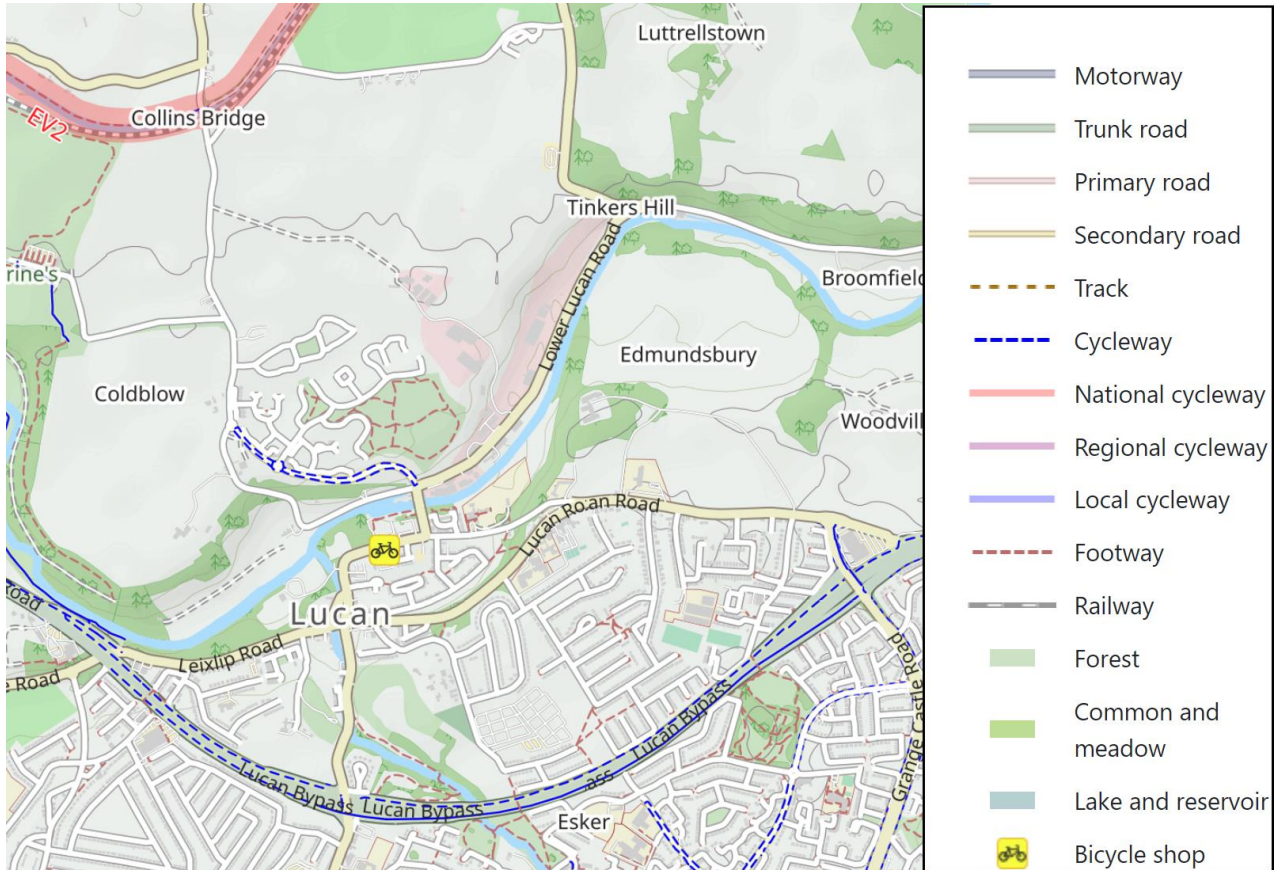 Luttrellstown
Collins Bridge
EV2
Tinkers Hill
rine's
Broomfield
Lower Lucan Road
Edmundsbury
Coldblow
Woodvill
Lucan Ro:an Road
Lucan
Leixlip Road
Road
e Road
Lucan Bypass
Lucan Bypass
Lucan Bypass
ass
Grange Castle Road
Esker
Motorway
Trunk road
Primary road
Secondary road
Track
Cycleway
National cycleway
Regional cycleway
Local cycleway
Footway
Railway
Forest
Common and
meadow
Lake and reservoir
Bicycle shop